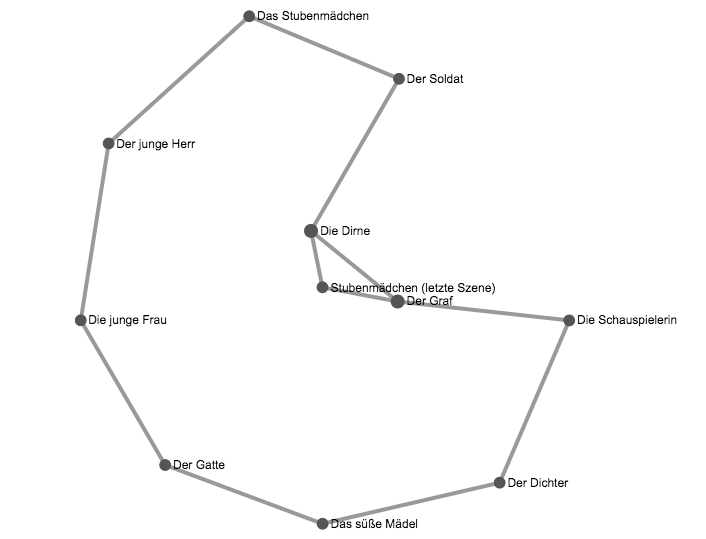 Das Stubenmädchen
Der Soldat
Der junge Herr
Die Dirne
Stubenmädchen (letzte Szene)
Der Graf
Die junge Frau
Die Schauspielerin
Der Gatte
Der Dichter
Das süße Mädel